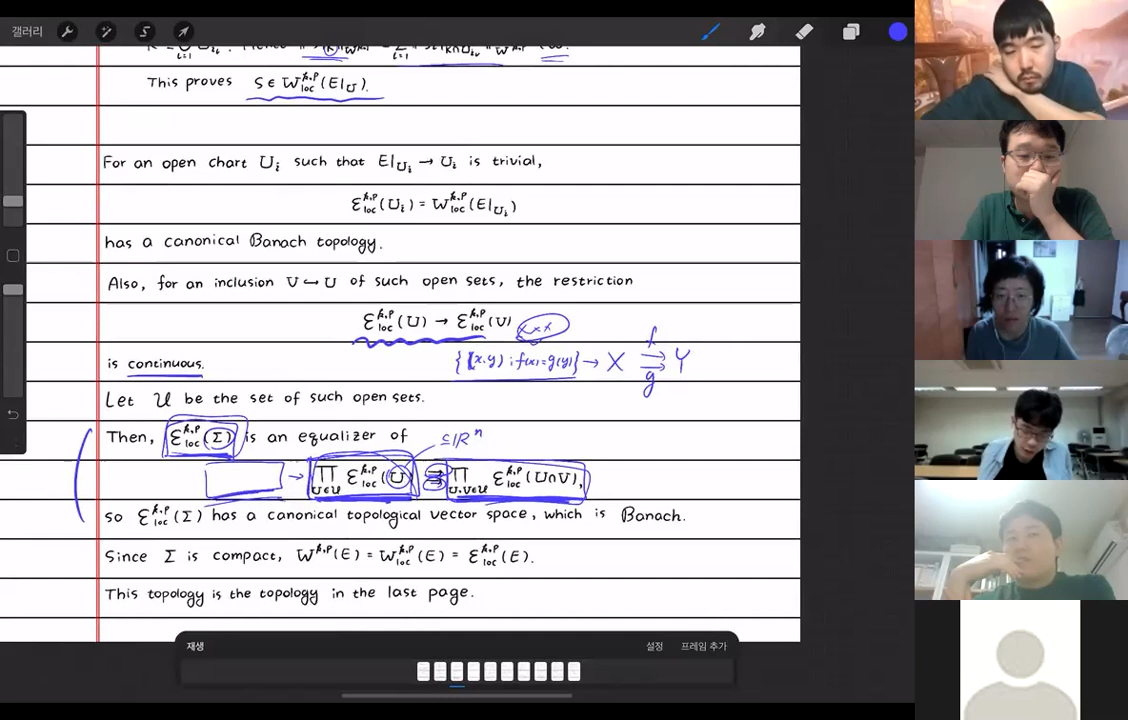 갤러리
This proves S ∈ W^{k,p}_{loc}(E|_U).
For an open chart U_i such that E|_{U_i} → U_i is trivial,
ℰ^{k,p}_{loc}(U_i) = W^{k,p}_{loc}(E|_{U_i})
has a canonical Banach topology.
Also, for an inclusion V ↪ U of such open sets, the restriction
ℰ^{k,p}_{loc}(U) → ℰ^{k,p}_{loc}(V)
{(x,y) ; f(x)=g(y)} → X ⇉ Y
f
g
is continuous.
Let 𝒰 be the set of such open sets.
Then, ℰ^{k,p}_{loc}(Σ) is an equalizer of
⊆ ℝ^n
→ ∏_{U∈𝒰} ℰ^{k,p}_{loc}(U) ⇉ ∏_{U,V∈𝒰} ℰ^{k,p}_{loc}(U∩V),
so ℰ^{k,p}_{loc}(Σ) has a canonical topological vector space, which is Banach.
Since Σ is compact, W^{k,p}(E) = W^{k,p}_{loc}(E) = ℰ^{k,p}_{loc}(E).
This topology is the topology in the last page.
재생 설정 프레임 추가